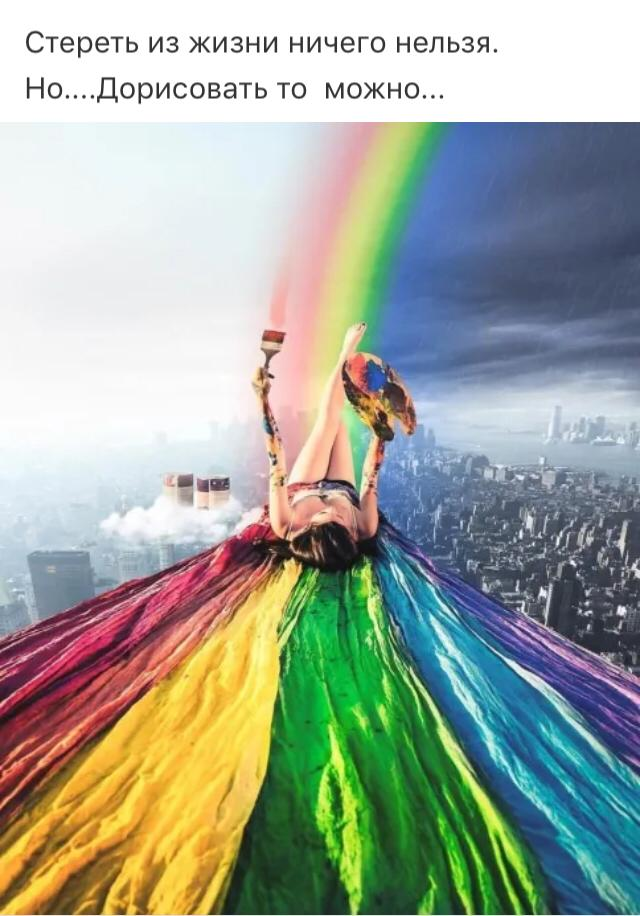 Стереть из жизни ничего нельзя.
Но....Дорисовать то можно...